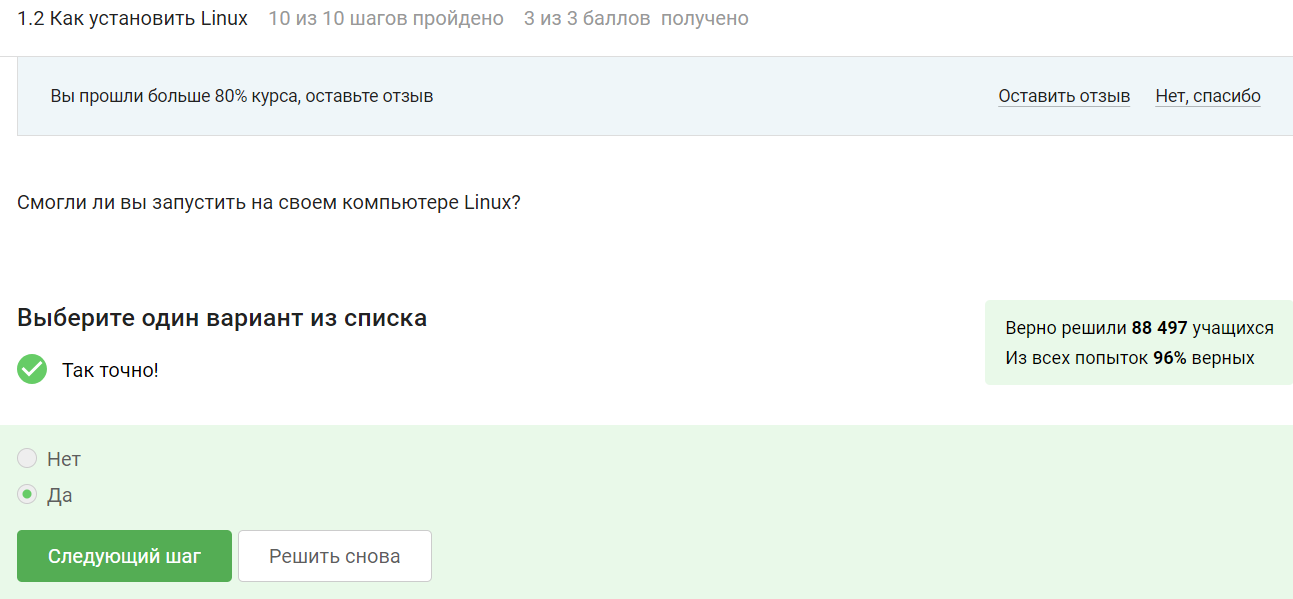 1.2 Как установить Linux 10 из 10 шагов пройдено 3 из 3 баллов получено
Вы прошли больше 80% курса, оставьте отзыв Оставить отзыв Нет, спасибо
Смогли ли вы запустить на своем компьютере Linux?
Выберите один вариант из списка
Так точно!
Верно решили 88 497 учащихся
Из всех попыток 96% верных
Нет
Да
Следующий шаг Решить снова